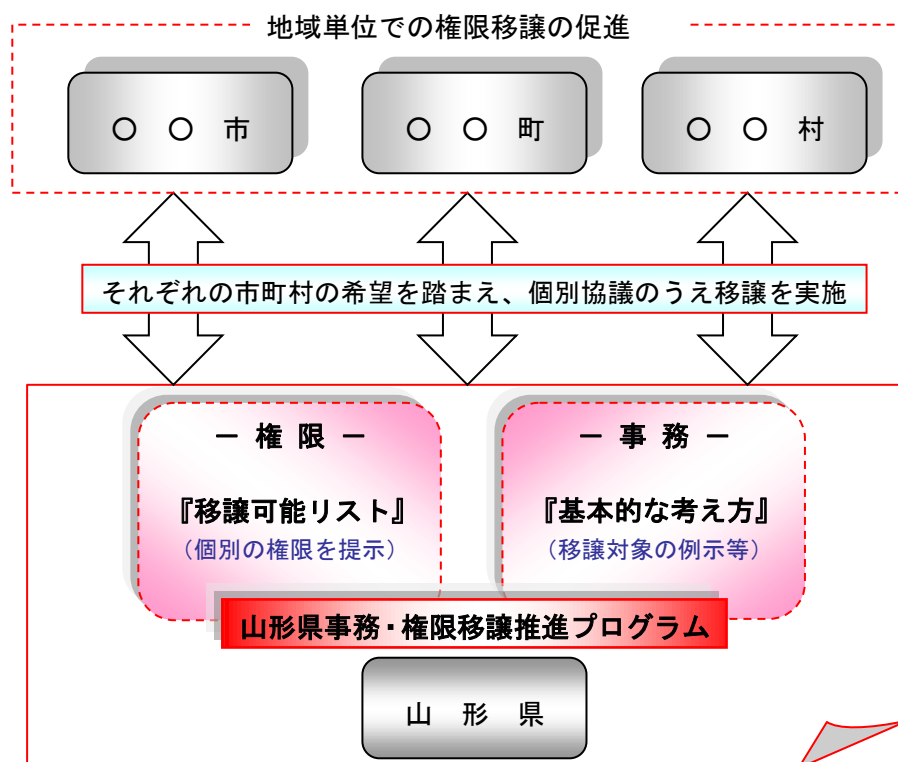 地域単位での権限移譲の促進
〇 〇 市
〇 〇 町
〇 〇 村
それぞれの市町村の希望を踏まえ、個別協議のうえ移譲を実施
－ 権 限 －
『移譲可能リスト』
（個別の権限を提示）
－ 事 務 －
『基本的な考え方』
（移譲対象の例示等）
山形県事務・権限移譲推進プログラム
山 形 県